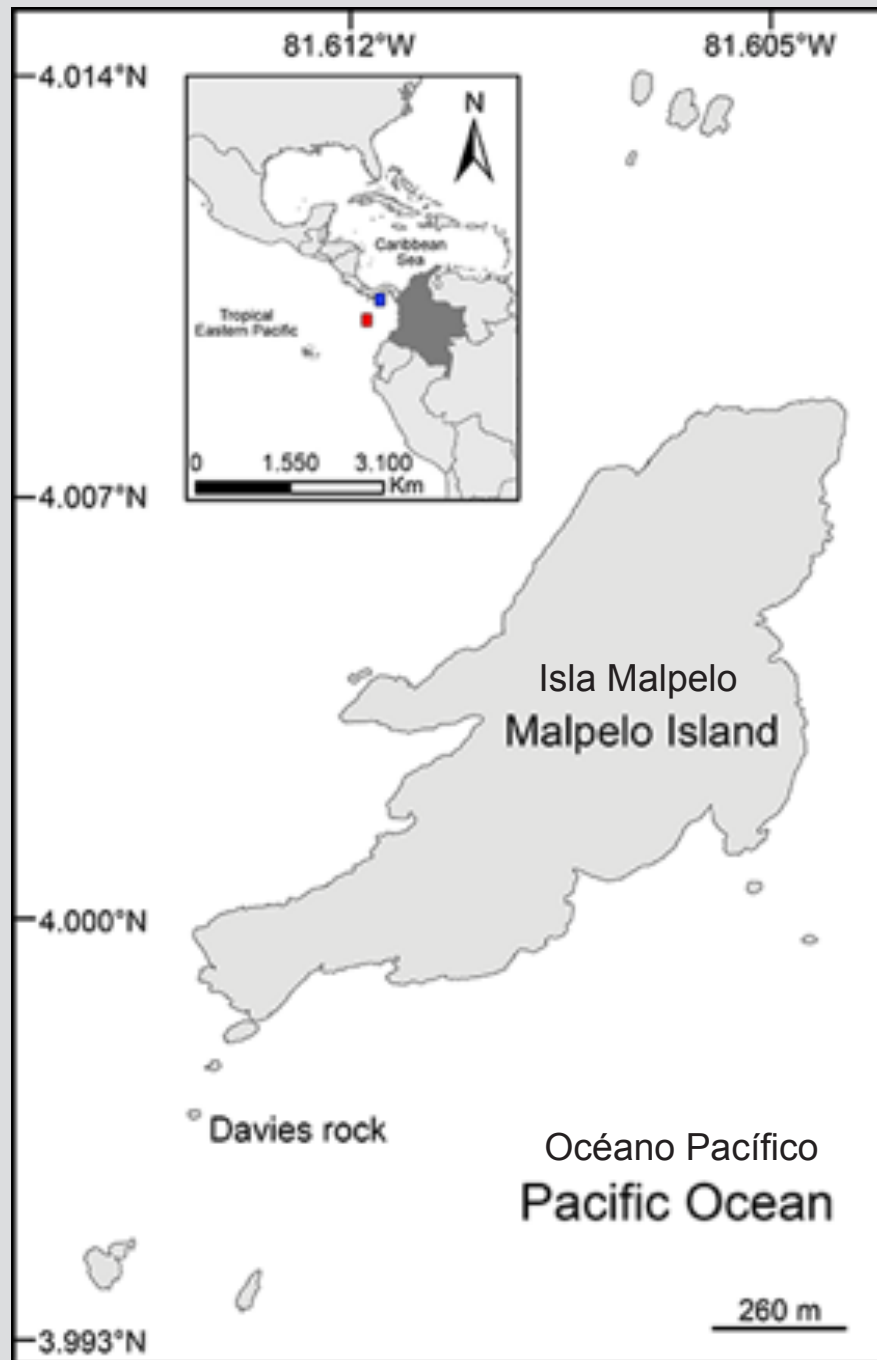 81.612°W
81.605°W
4.014°N
N
Caribbean
Sea
Tropical
Eastern Pacific
0 1.550 3.100
Km
4.007°N
Isla Malpelo
Malpelo Island
4.000°N
Davies rock
Océano Pacífico
Pacific Ocean
260 m
3.993°N